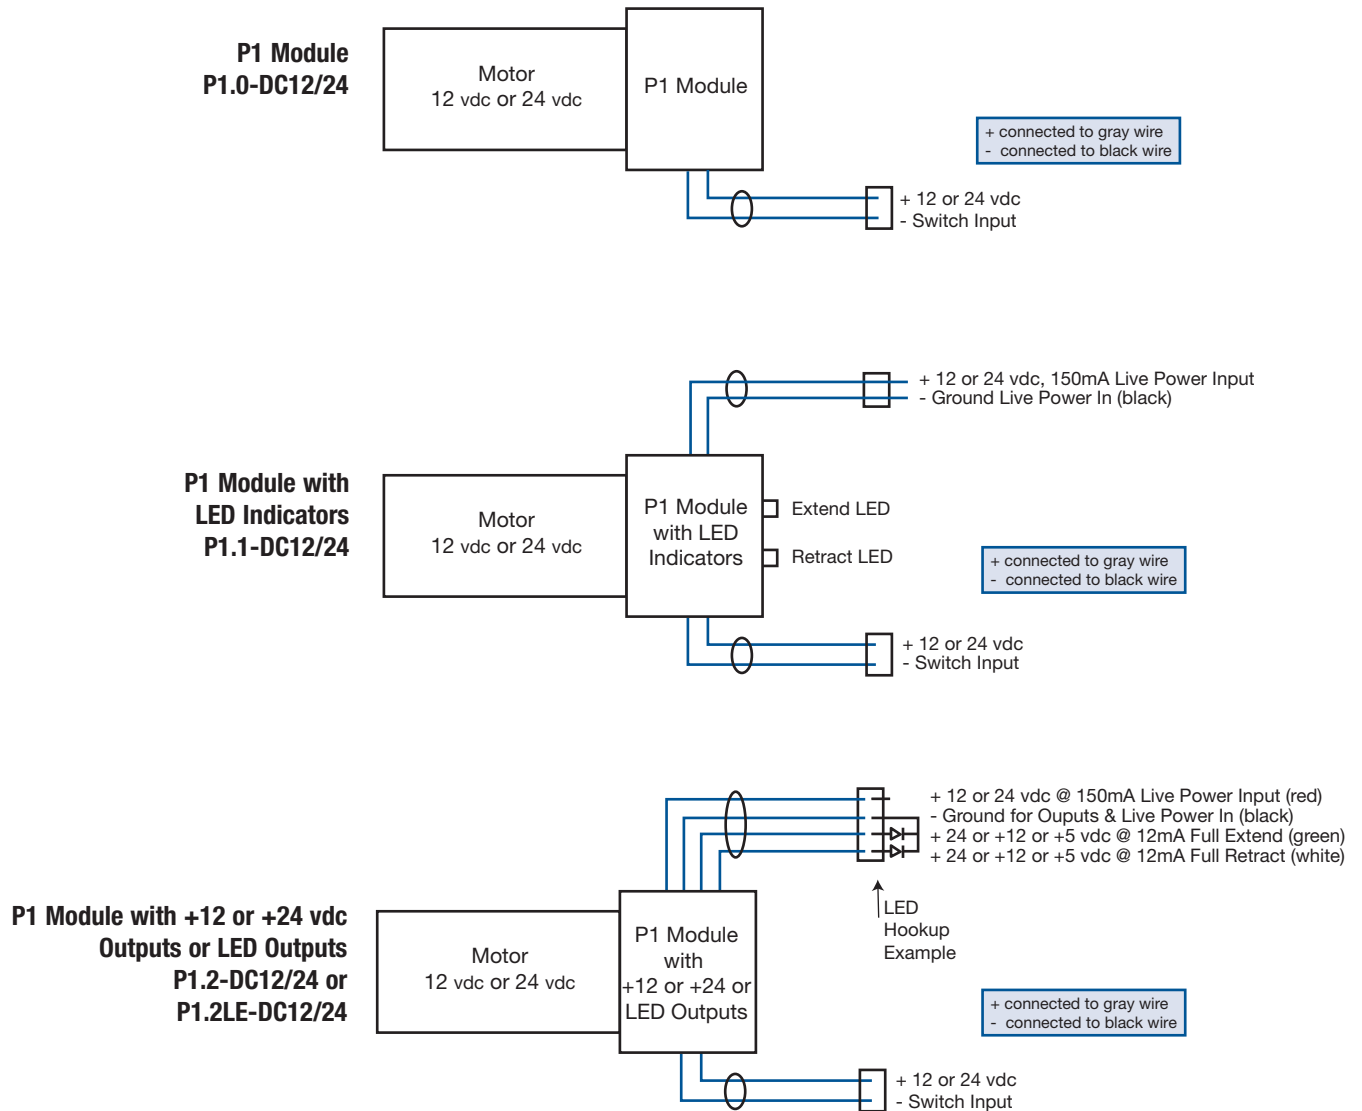 P1 Module
P1.0-DC12/24
Motor
12 vdc or 24 vdc
P1 Module
+ connected to gray wire
- connected to black wire
+ 12 or 24 vdc
- Switch Input
+ 12 or 24 vdc, 150mA Live Power Input
- Ground Live Power In (black)
P1 Module with
LED Indicators
P1.1-DC12/24
Motor
12 vdc or 24 vdc
P1 Module
with LED
Indicators
Extend LED
Retract LED
+ connected to gray wire
- connected to black wire
+ 12 or 24 vdc
- Switch Input
+ 12 or 24 vdc @ 150mA Live Power Input (red)
- Ground for Ouputs & Live Power In (black)
+ 24 or +12 or +5 vdc @ 12mA Full Extend (green)
+ 24 or +12 or +5 vdc @ 12mA Full Retract (white)
LED
Hookup
Example
P1 Module with +12 or +24 vdc
Outputs or LED Outputs
P1.2-DC12/24 or
P1.2LE-DC12/24
Motor
12 vdc or 24 vdc
P1 Module
with
+12 or +24 or
LED Outputs
+ connected to gray wire
- connected to black wire
+ 12 or 24 vdc
- Switch Input